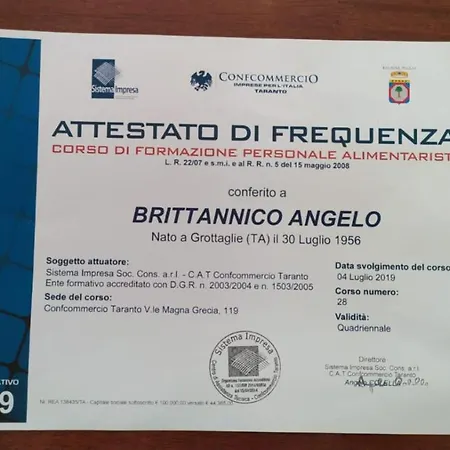 Sistema Impresa
CONFCOMMERCIO
IMPRESE PER L'ITALIA
TARANTO
ATTESTATO DI FREQUENZA
CORSO DI FORMAZIONE PERSONALE ALIMENTARIST
L. R. 22/07 e s.m.i. e al R.R. n. 5 del 15 maggio 2008
conferito a
BRITTANNICO ANGELO
Nato a Grottaglie (TA) il 30 Luglio 1956
Soggetto attuatore:
Sistema Impresa Soc. Cons. a.r.l. - C.A.T Confcommercio Taranto
Ente formativo accreditato con D.G.R. n. 2003/2004 e n. 1503/2005
Sede del corso:
Confcommercio Taranto V.le Magna Grecia, 119
Data svolgimento del corso
04 Luglio 2019
Corso numero:
28
Validità:
Quadriennale
Sistema Impresa
Direttore
Sistema Impresa Soc. Cons. a.r.l.
C.A.T Confcommercio Taranto
ATIVO
9